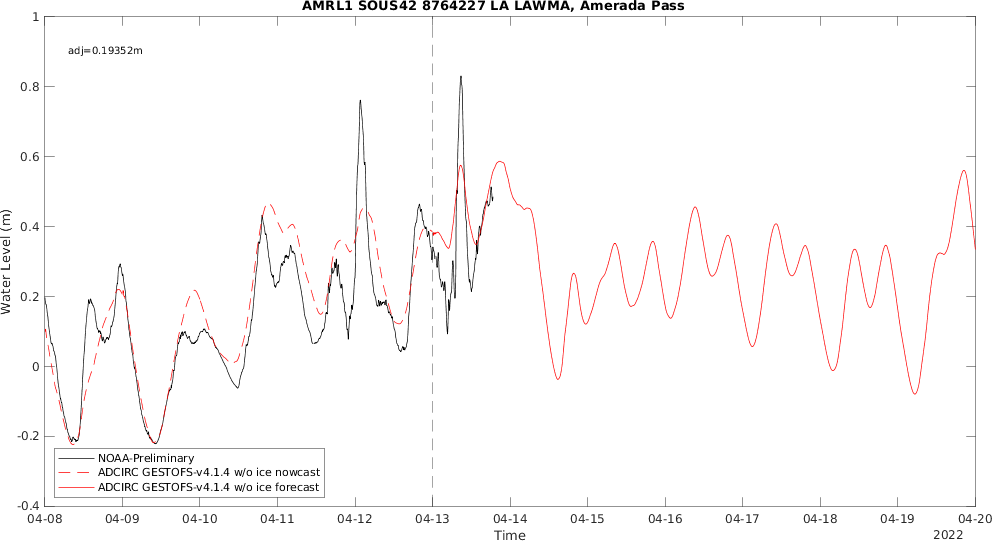 AMRL1 SOUS42 8764227 LA LAWMA, Amerada Pass
adj=0.19352m
Water Level (m)
1
0.8
0.6
0.4
0.2
0
-0.2
-0.4
NOAA-Preliminary
ADCIRC GESTOFS-v4.1.4 w/o ice nowcast
ADCIRC GESTOFS-v4.1.4 w/o ice forecast
04-08 04-09 04-10 04-11 04-12 04-13 04-14 04-15 04-16 04-17 04-18 04-19 04-20
Time
2022